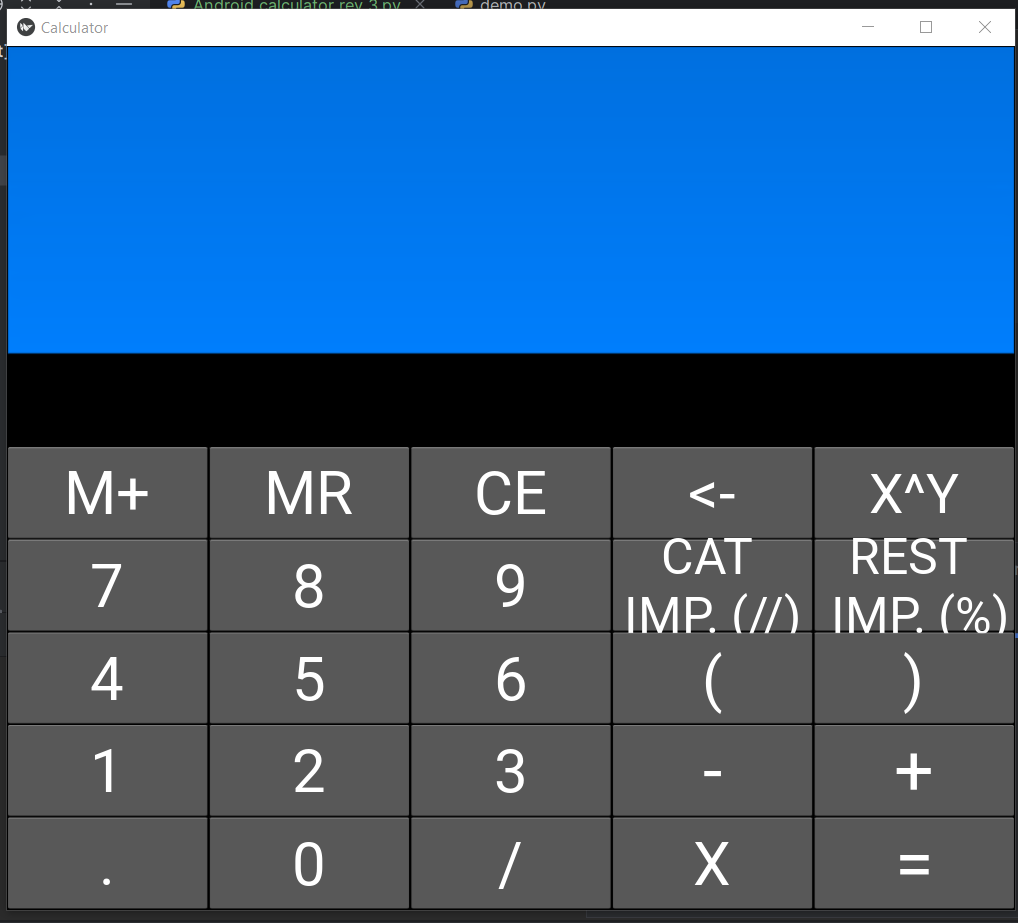 Android calculator rev 3.py
demo.py
Calculator
M+ MR CE <- X^Y
7 8 9 CAT IMP. (//) REST IMP. (%)
4 5 6 ( )
1 2 3 - +
. 0 / X =